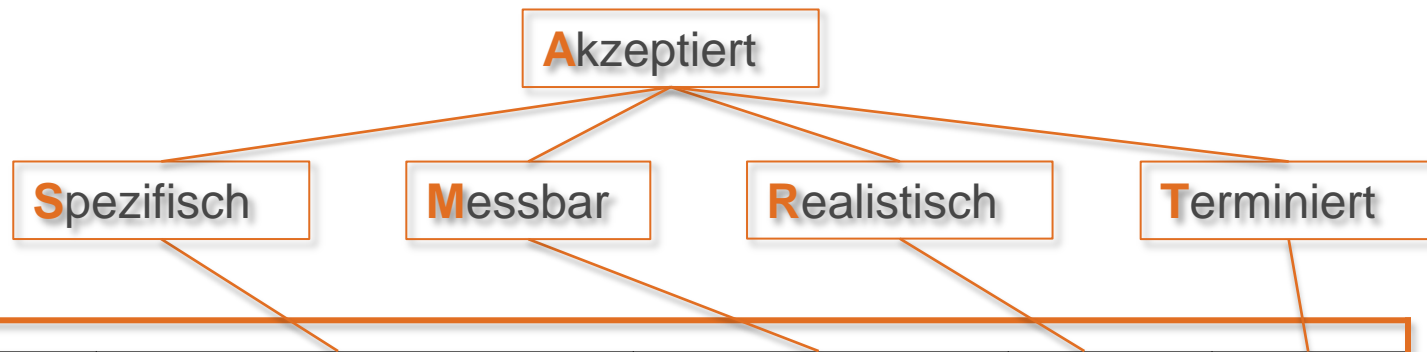 Akzeptiert
Spezifisch
Messbar
Realistisch
Terminiert